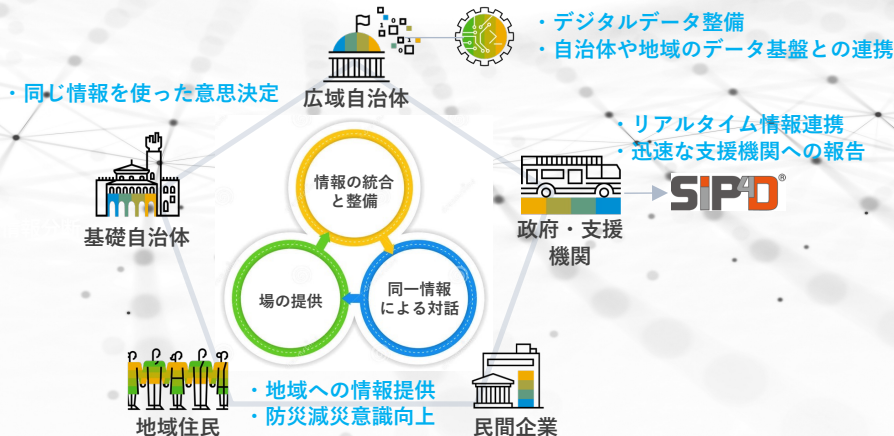 ・デジタルデータ整備
・自治体や地域のデータ基盤との連携
・同じ情報を使った意思決定
広域自治体
・リアルタイム情報連携
・迅速な支援機関への報告
SIP4D®
情報の統合
と整備
基礎自治体
政府・支援
機関
場の提供
同一情報
による対話
・地域への情報提供
・防災減災意識向上
地域住民
民間企業